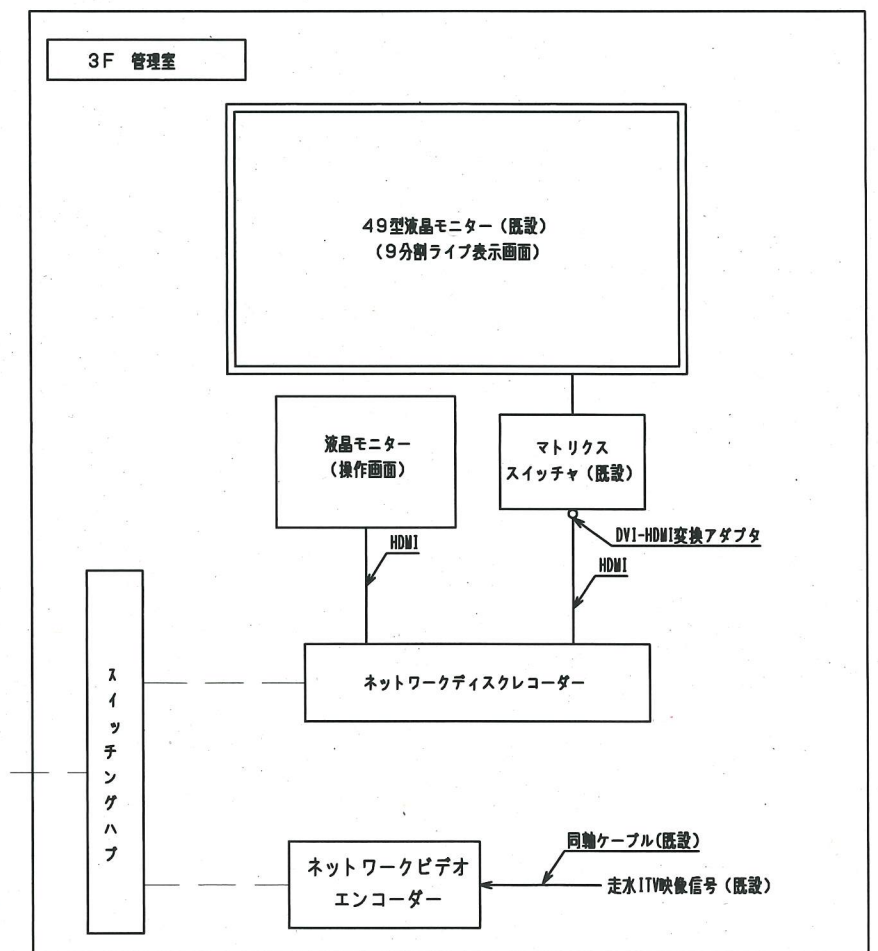 3F 管理室
49型液晶モニター（既設）
（9分割ライブ表示画面）
液晶モニター
（操作画面）
マトリクス
スイッチャ（既設）
DVI-HDMI変換アダプタ
HDMI
HDMI
ネットワークディスクレコーダー
スイッチングハブ
同軸ケーブル(既設)
ネットワークビデオ
エンコーダー
走水ITV映像信号（既設）